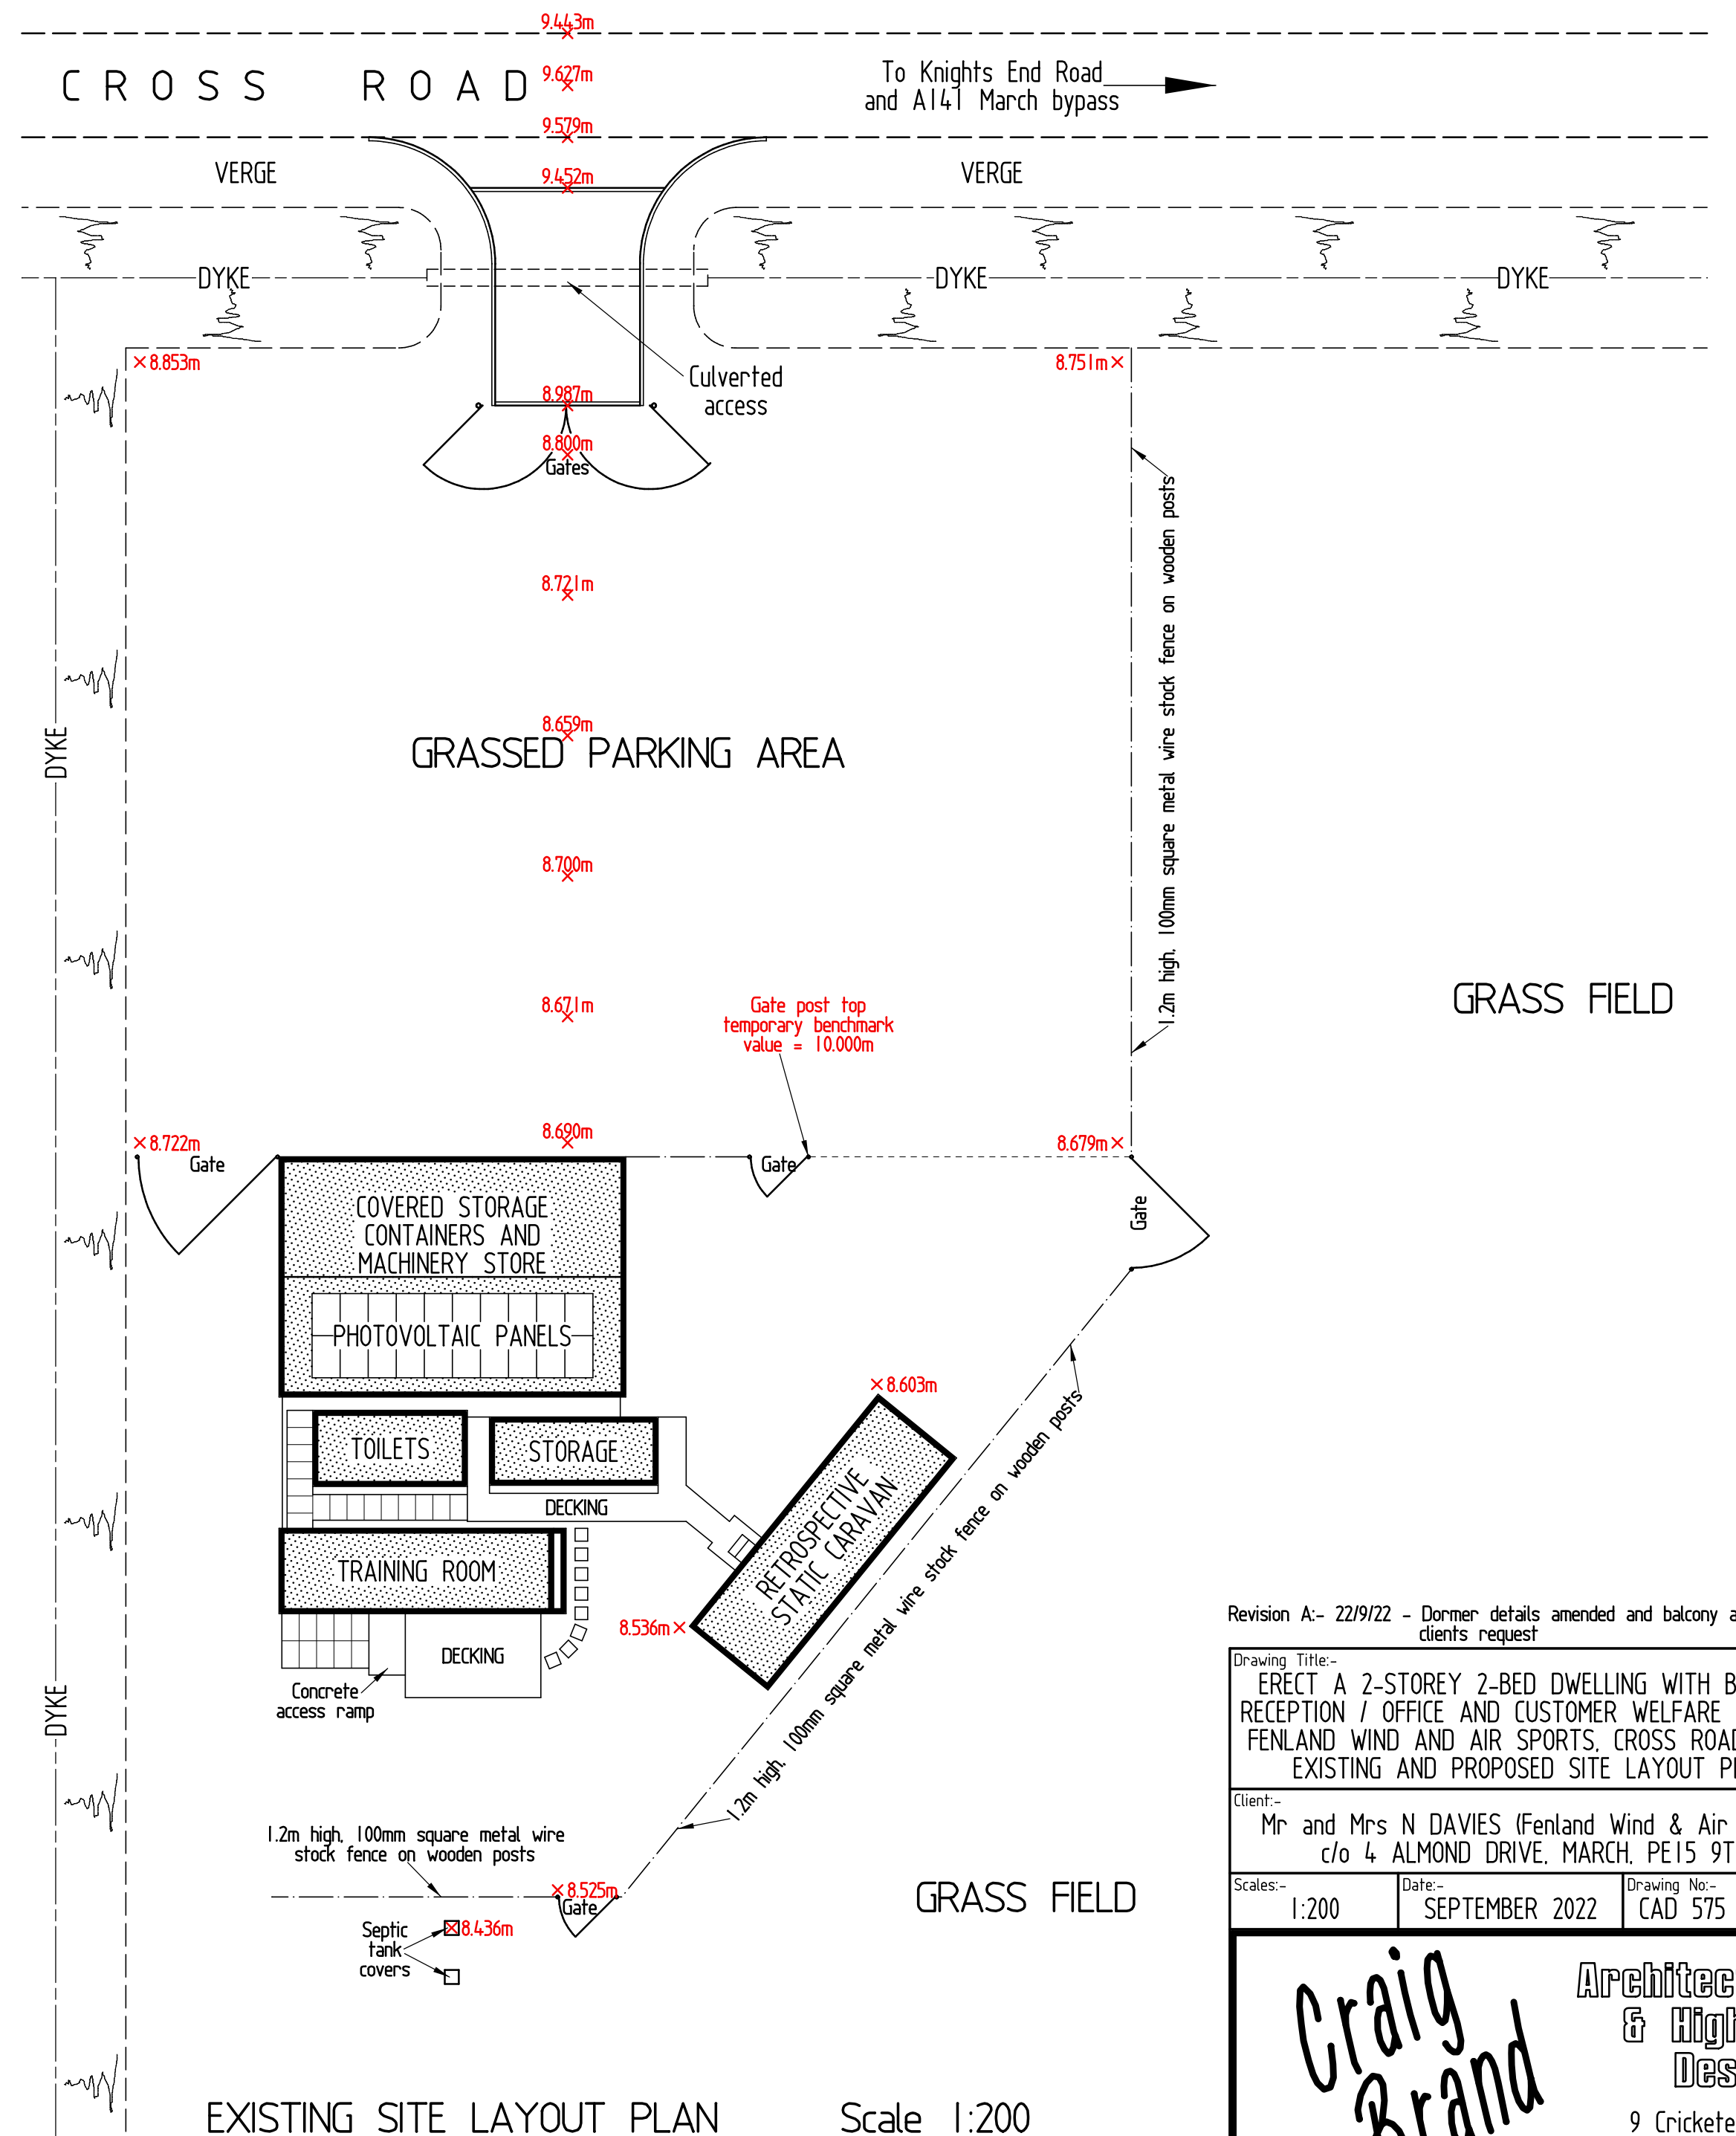 9.443m
CROSS ROAD
9.627m
To Knights End Road
and A141 March bypass
9.579m
VERGE
9.452m
VERGE
DYKE
DYKE
DYKE
8.853m
8.751m
Culverted
access
8.987m
8.800m
Gates
1.2m high, 100mm square metal wire stock fence on wooden posts
8.721m
DYKE
8.659m
GRASSED PARKING AREA
8.700m
GRASS FIELD
8.671m
Gate post top
temporary benchmark
value = 10.000m
8.722m
8.690m
8.679m
Gate
Gate
Gate
COVERED STORAGE
CONTAINERS AND
MACHINERY STORE
PHOTOVOLTAIC PANELS
8.603m
TOILETS
STORAGE
DECKING
RETROSPECTIVE
STATIC CARAVAN
1.2m high, 100mm square metal wire stock fence on wooden posts
TRAINING ROOM
8.536m
DECKING
Concrete
access ramp
DYKE
1.2m high, 100mm square metal wire
stock fence on wooden posts
8.525m
Gate
Septic
tank
covers
8.436m
GRASS FIELD
EXISTING SITE LAYOUT PLAN Scale 1:200
Revision A:- 22/9/22 - Dormer details amended and balcony a
clients request
Drawing Title:-
ERECT A 2-STOREY 2-BED DWELLING WITH B
RECEPTION / OFFICE AND CUSTOMER WELFARE
FENLAND WIND AND AIR SPORTS, CROSS ROAD
EXISTING AND PROPOSED SITE LAYOUT P
Client:-
Mr and Mrs N DAVIES (Fenland Wind & Air
c/o 4 ALMOND DRIVE, MARCH, PE15 9T
Scales:-
1:200
Date:-
SEPTEMBER 2022
Drawing No:-
CAD 575
Craig
Brand
Architec
& High
Des
9 Crickete